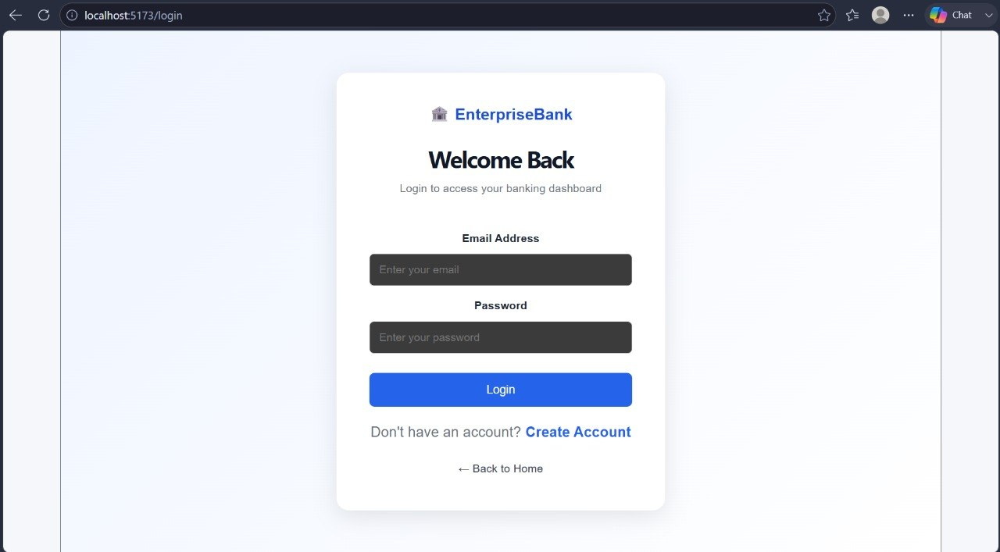 localhost:5173/login
Chat
EnterpriseBank
Welcome Back
Login to access your banking dashboard
Email Address
Enter your email
Password
Enter your password
Login
Don't have an account? Create Account
← Back to Home